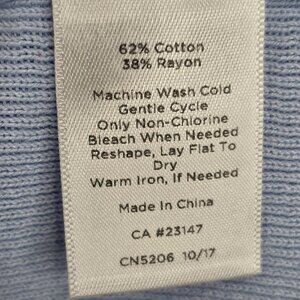 62% Cotton
38% Rayon
Machine Wash Cold
Gentle Cycle
Only Non-Chlorine
Bleach When Needed
Reshape, Lay Flat To
Dry
Warm Iron, If Needed
Made In China
CA #23147
CN5206 10/17